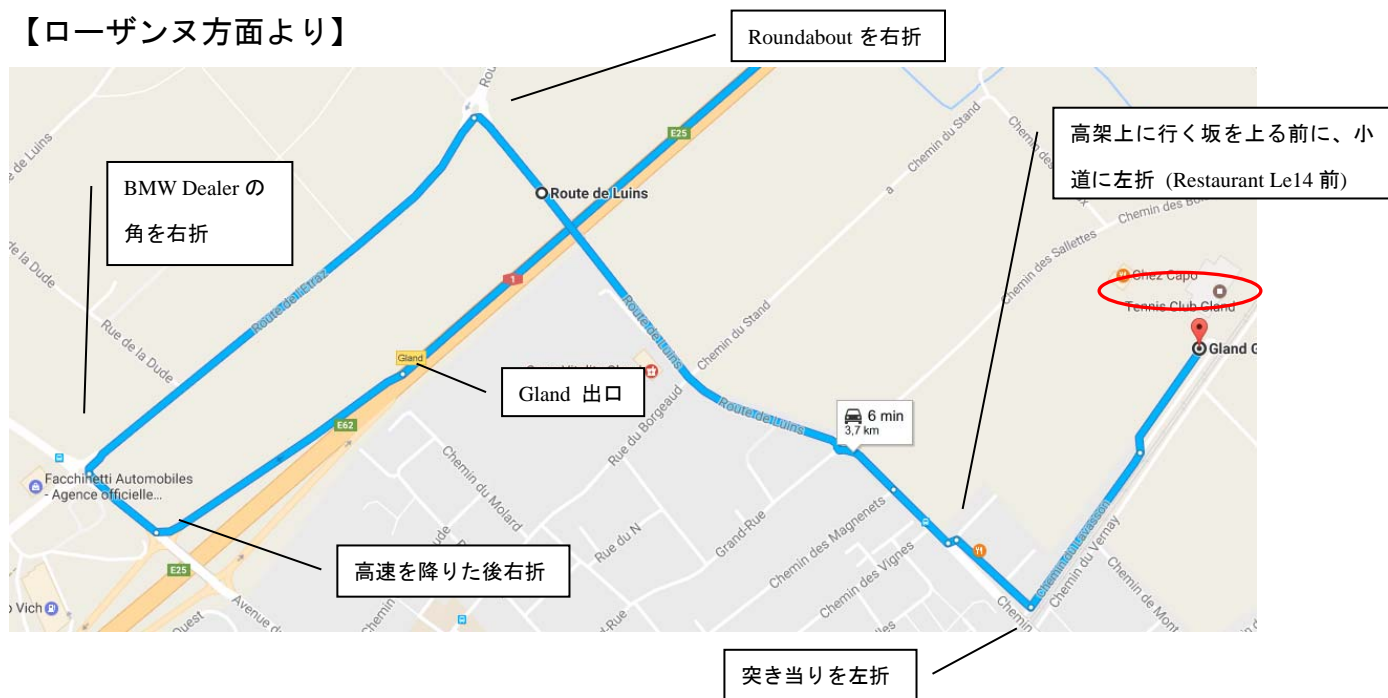 【ローザンヌ方面より】
Roundabout を右折
高架上に行く坂を上る前に、小
道に左折 (Restaurant Le14 前)
BMW Dealer の
角を右折
E25
Chemin du Stand
Route de Luins
Chemin des Sallettes
Chez Capo
Tennis Club Gland
1
Route de l'Etraz
Rue de la Dude
Route de Luins
Chemin du Stand
Gland
Gland 出口
Rue du Borgeaud
Route de Luins
6 min
3,7 km
E62
Facchinetti Automobiles
- Agence officielle...
Chemin du Molard
Rue du N
Grand-Rue
Chemin des Magnenets
Chemin des Vignes
Chemin du Lavasson
Chemin du Vernay
Chemin de Mont
高速を降りた後右折
E25
Vich
突き当りを左折